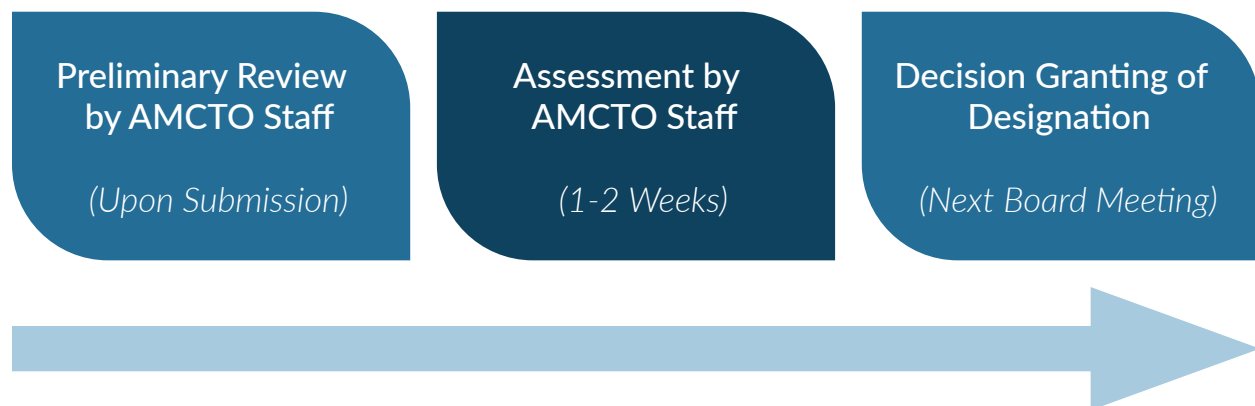 Preliminary Review
by AMCTO Staff
(Upon Submission)
Assessment by
AMCTO Staff
(1-2 Weeks)
Decision Granting of
Designation
(Next Board Meeting)